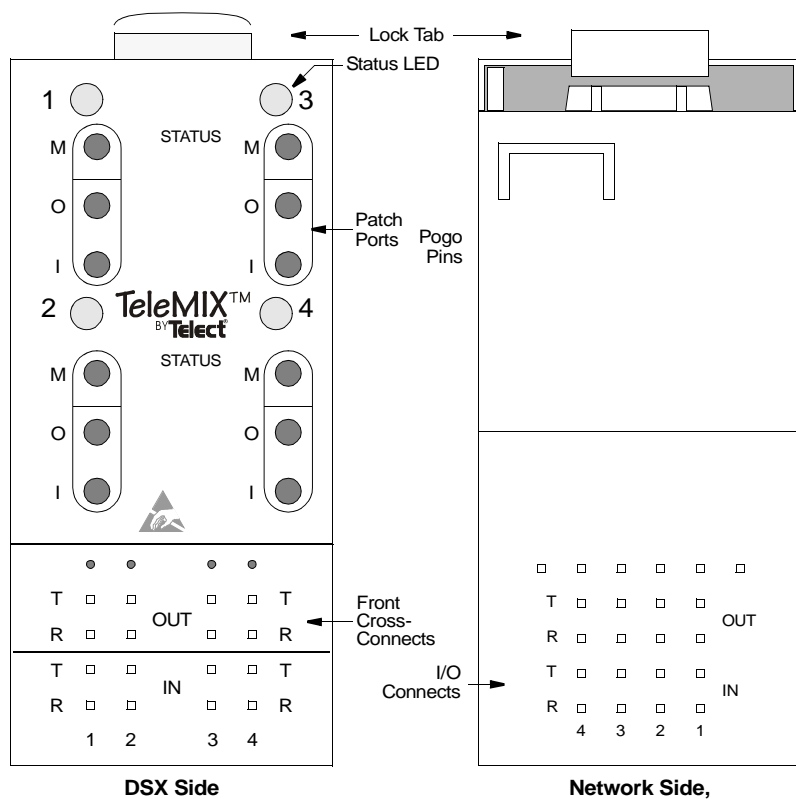 Lock Tab
Status LED
1
3
STATUS
M
M
O
O
Patch
Ports
Pogo
Pins
I
I
2
TeleMIX™
BY Telect®
4
STATUS
M
M
O
O
I
I
T
OUT
T
R
R
Front
Cross-
Connects
T
IN
T
R
R
1 2 3 4
I/O
Connects
T
OUT
R
T
IN
R
4 3 2 1
DSX Side
Network Side,